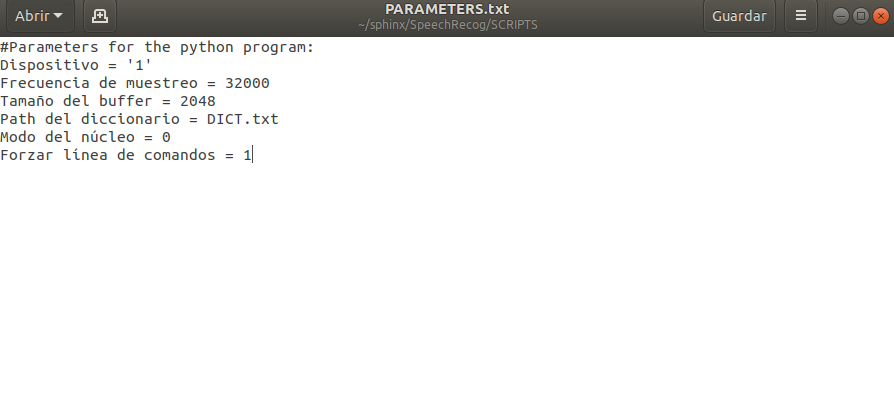 Abrir
PARAMETERS.txt
~/sphinx/SpeechRecog/SCRIPTS
Guardar
#Parameters for the python program:
Dispositivo = '1'
Frecuencia de muestreo = 32000
Tamaño del buffer = 2048
Path del diccionario = DICT.txt
Modo del núcleo = 0
Forzar línea de comandos = 1